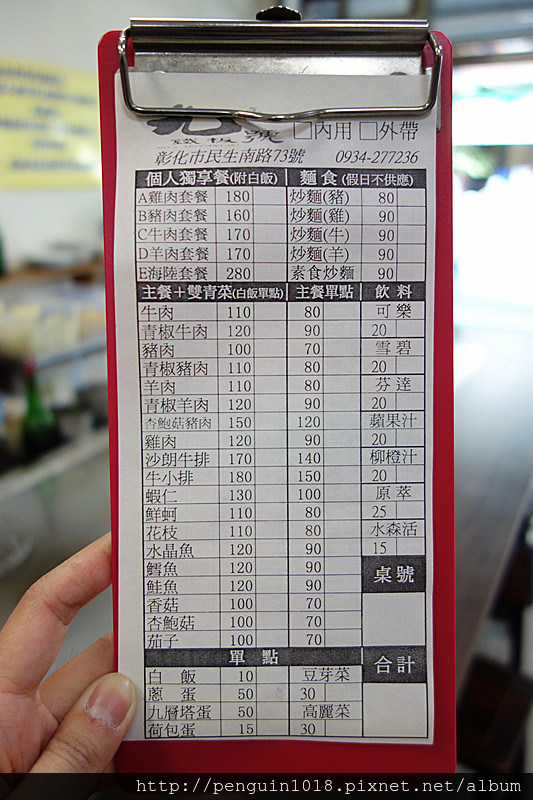 鐵板燒 □內用 □外帶
彰化市民生南路73號 0934-277236
個人獨享餐(附白飯) 麵食(假日不供應)
A雞肉套餐 180 炒麵(豬) 80
B豬肉套餐 160 炒麵(雞) 90
C牛肉套餐 170 炒麵(牛) 90
D羊肉套餐 170 炒麵(羊) 90
E海陸套餐 280 素食炒麵 90
主餐+雙青菜(白飯單點) 主餐單點 飲料
牛肉 110 80 可樂
青椒牛肉 120 90 20
豬肉 100 70 雪碧
青椒豬肉 110 80 20
羊肉 110 80 芬達
青椒羊肉 120 90 20
杏鮑菇豬肉 150 120 蘋果汁
雞肉 120 90 20
沙朗牛排 170 140 柳橙汁
牛小排 180 150 20
蝦仁 130 100 原萃
鮮蚵 110 80 25
花枝 110 80 水森活
水晶魚 120 90 15
鱈魚 120 90 桌號
鮭魚 120 90
香菇 100 70
杏鮑菇 100 70
茄子 100 70
單點 合計
白飯 10 豆芽菜
蔥蛋 50 30
九層塔蛋 50 高麗菜
荷包蛋 15 30
http://penguin1018.pixnet.net/album